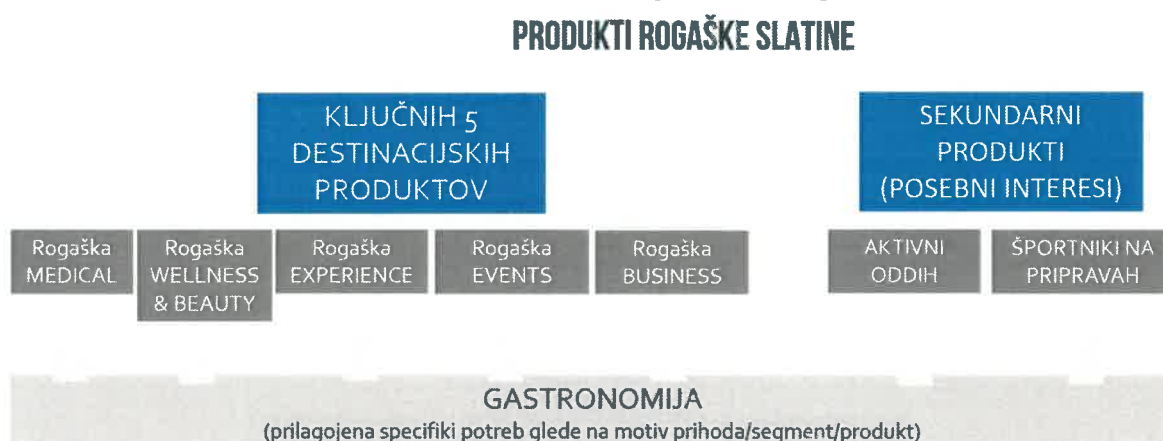 PRODUKTI ROGAŠKE SLATINE
KLJUČNIH 5
DESTINACIJSKIH
PRODUKTOV
SEKUNDARNI
PRODUKTI
(POSEBNI INTERESI)
Rogaška
MEDICAL
Rogaška
WELLNESS
& BEAUTY
Rogaška
EXPERIENCE
Rogaška
EVENTS
Rogaška
BUSINESS
AKTIVNI
ODDIH
ŠPORTNIKI NA
PRIPRAVAH
GASTRONOMIJA
(prilagojena specifiki potreb glede na motiv prihoda/segment/produkt)